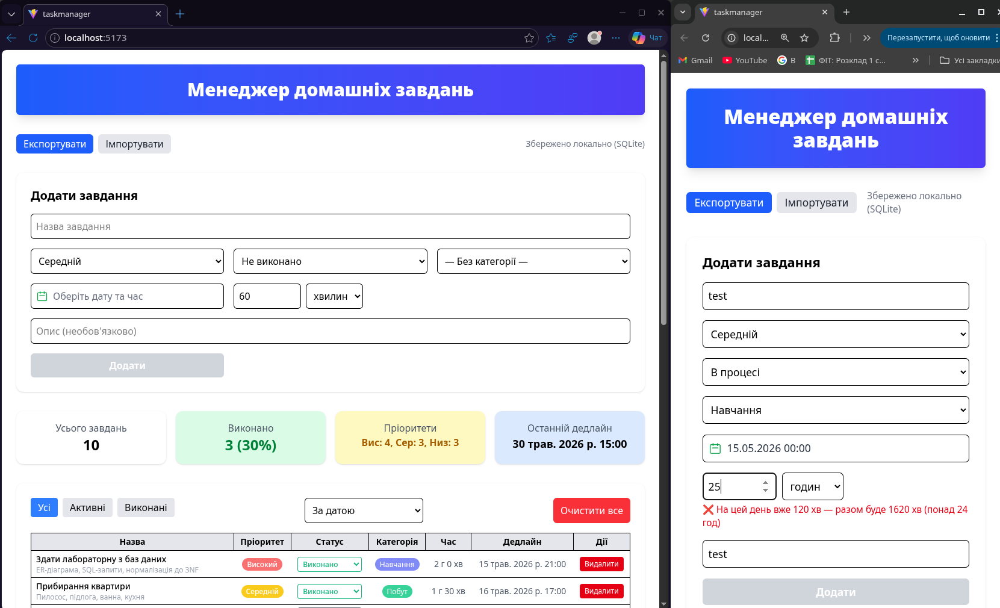 taskmanager
localhost:5173
Чат
Менеджер домашніх завдань
Експортувати
Імпортувати
Збережено локально (SQLite)
Додати завдання
Назва завдання
Середній
Не виконано
— Без категорії —
Оберіть дату та час
60
хвилин
Опис (необов'язково)
Додати
Усього завдань
10
Виконано
3 (30%)
Пріоритети
Вис: 4, Сер: 3, Низ: 3
Останній дедлайн
30 трав. 2026 р. 15:00
Усі
Активні
Виконані
За датою
Очистити все
Назва Пріоритет Статус Категорія Час Дедлайн Дії
Здати лабораторну з баз даних
ER-діаграма, SQL-запити, нормалізація до 3NF
Високий
Виконано
Навчання
2 г 0 хв
15 трав. 2026 р. 21:00
Видалити
Прибирання квартири
Пилосос, підлога, ванна, кухня
Середній
Виконано
Побут
1 г 30 хв
16 трав. 2026 р. 17:00
Видалити
taskmanager
local...
Перезапустити, щоб оновити
Gmail
YouTube
В
ФІТ: Розклад 1 с...
Усі закладки
Менеджер домашніх
завдань
Експортувати
Імпортувати
Збережено локально
(SQLite)
Додати завдання
test
Середній
В процесі
Навчання
15.05.2026 00:00
25
годин
❌ На цей день вже 120 хв — разом буде 1620 хв (понад 24
год)
test
Додати